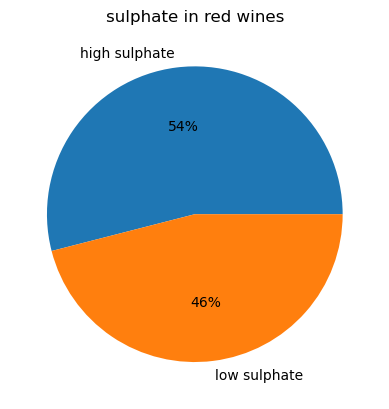 sulphate in red wines
high sulphate
54%
46%
low sulphate